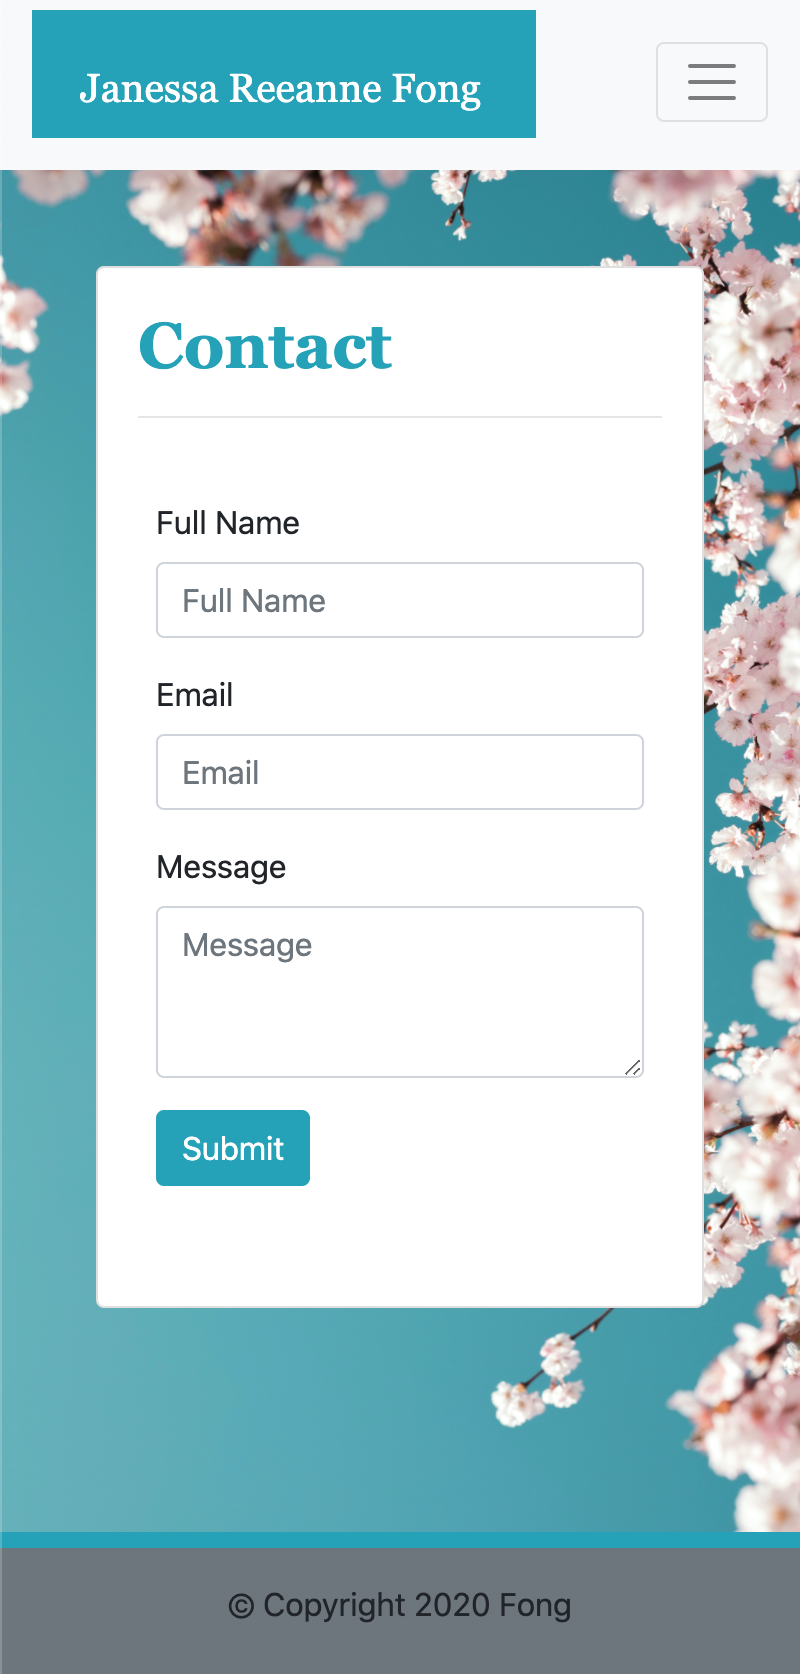 Janessa Reeanne Fong
Contact
Full Name
Full Name
Email
Email
Message
Message
Submit
© Copyright 2020 Fong